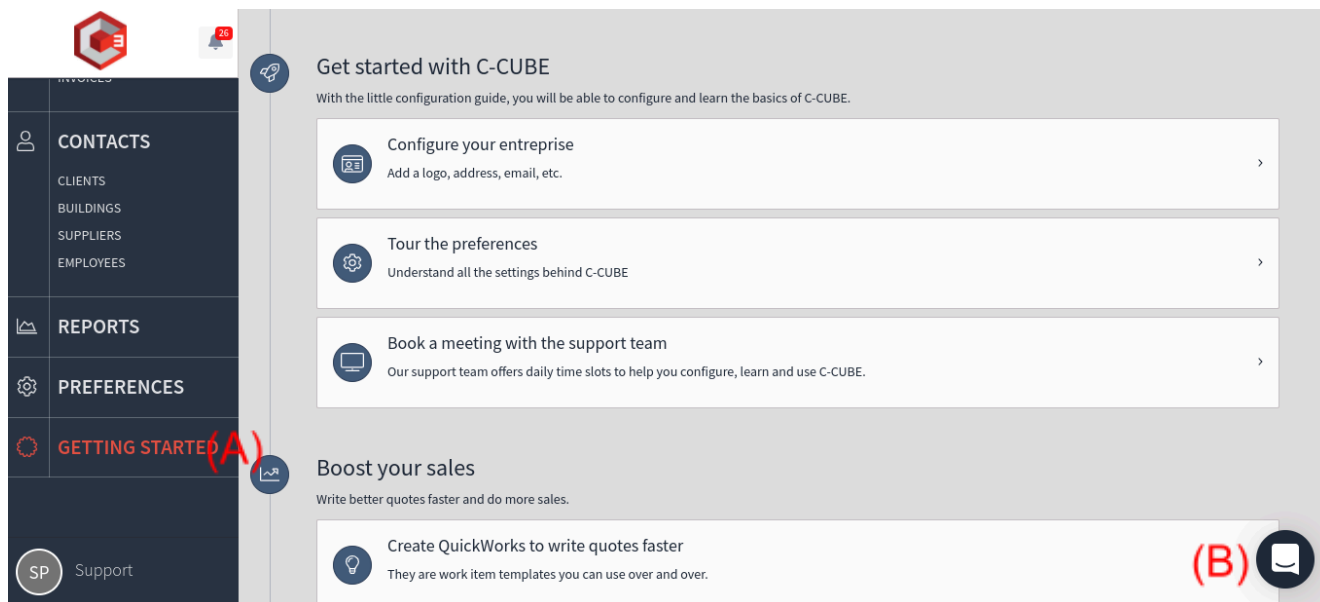 3
26
INVOICES
CONTACTS
CLIENTS
BUILDINGS
SUPPLIERS
EMPLOYEES
REPORTS
PREFERENCES
GETTING STARTED
(A)
SP
Support
Get started with C-CUBE
With the little configuration guide, you will be able to configure and learn the basics of C-CUBE.
Configure your entreprise
Add a logo, address, email, etc.
Tour the preferences
Understand all the settings behind C-CUBE
Book a meeting with the support team
Our support team offers daily time slots to help you configure, learn and use C-CUBE.
Boost your sales
Write better quotes faster and do more sales.
Create QuickWorks to write quotes faster
They are work item templates you can use over and over.
(B)